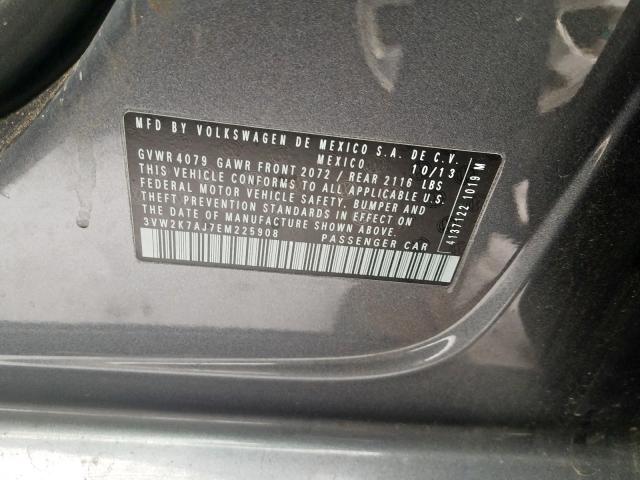 MFD BY VOLKSWAGEN DE MEXICO S.A. DE C.V.
MEXICO 10/13
GVWR 4079 GAWR FRONT 2072 / REAR 2116 LBS
THIS VEHICLE CONFORMS TO ALL APPLICABLE U.S.
FEDERAL MOTOR VEHICLE SAFETY, BUMPER AND
THEFT PREVENTION STANDARDS IN EFFECT ON
THE DATE OF MANUFACTURE SHOWN ABOVE.
3VW2K7AJ7EM225908 PASSENGER CAR
4137122 1019 M